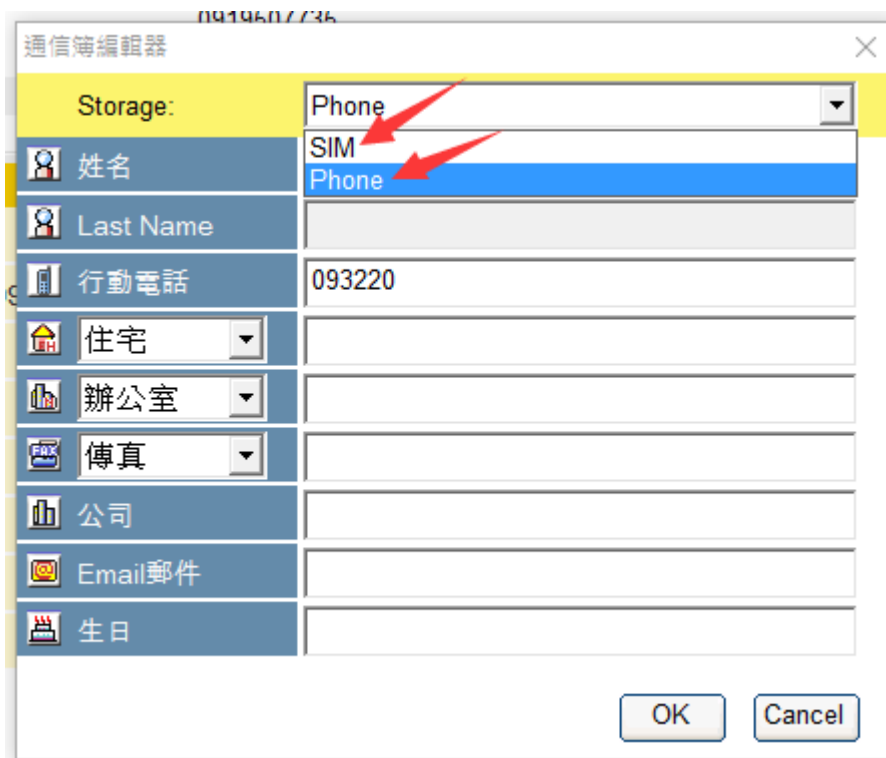 0919607736
通信簿編輯器
Storage: Phone
SIM
姓名
Phone
Last Name
行動電話 093220
住宅
辦公室
FAX 傳真
公司
Email郵件
生日
OK Cancel